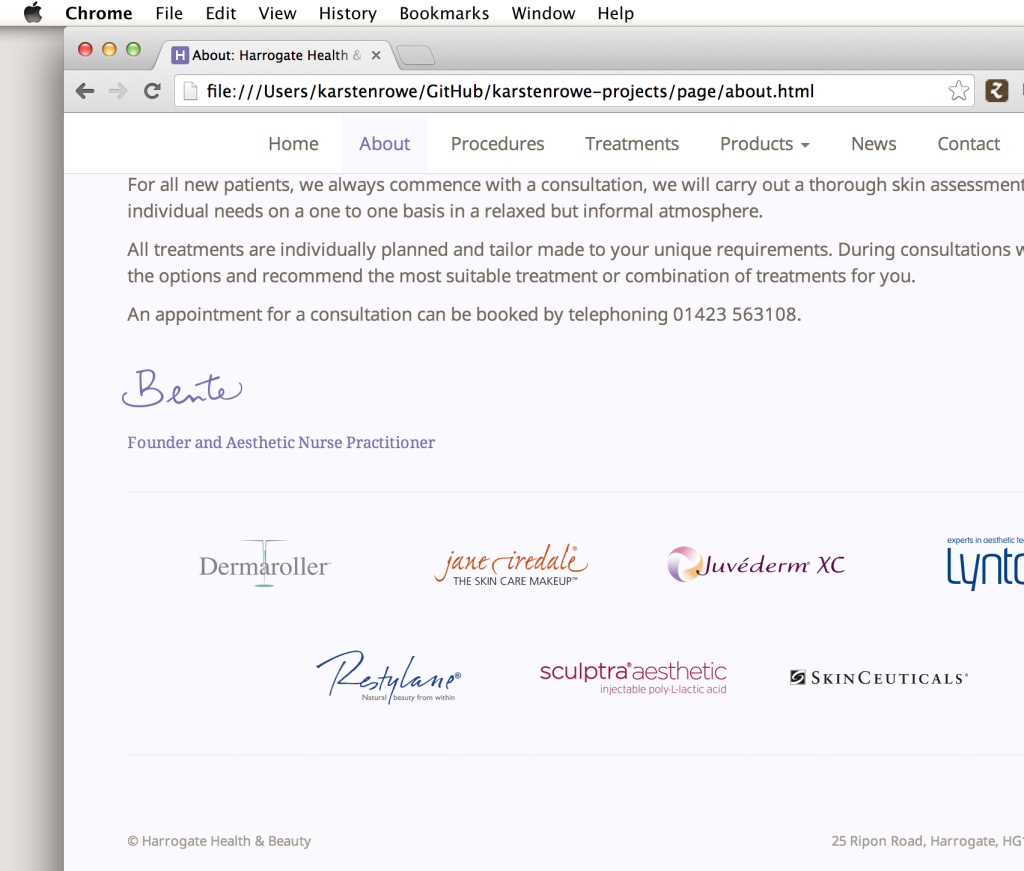 Chrome File Edit View History Bookmarks Window Help
H About: Harrogate Health &
file:///Users/karstenrowe/GitHub/karstenrowe-projects/page/about.html
Home About Procedures Treatments Products News Contact
For all new patients, we always commence with a consultation, we will carry out a thorough skin assessment
individual needs on a one to one basis in a relaxed but informal atmosphere.
All treatments are individually planned and tailor made to your unique requirements. During consultations w
the options and recommend the most suitable treatment or combination of treatments for you.
An appointment for a consultation can be booked by telephoning 01423 563108.
Bente
Founder and Aesthetic Nurse Practitioner
Dermaroller
jane iredale®
THE SKIN CARE MAKEUP™
Juvéderm® XC
experts in aesthetic te
Lynto
Restylane®
Natural beauty from within
sculptra® aesthetic
injectable poly-L-lactic acid
SKINCEUTICALS®
© Harrogate Health & Beauty
25 Ripon Road, Harrogate, HG1